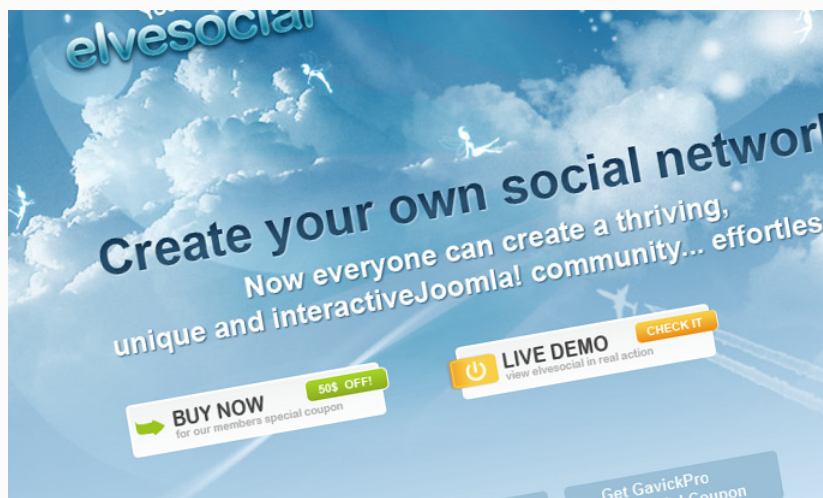 elvesocial
Create your own social network
Now everyone can create a thriving,
unique and interactiveJoomla! community... effortles
BUY NOW
50$ OFF!
for our members special coupon
LIVE DEMO
CHECK IT
view elvesocial in real action
Get GavickPro
Coupon